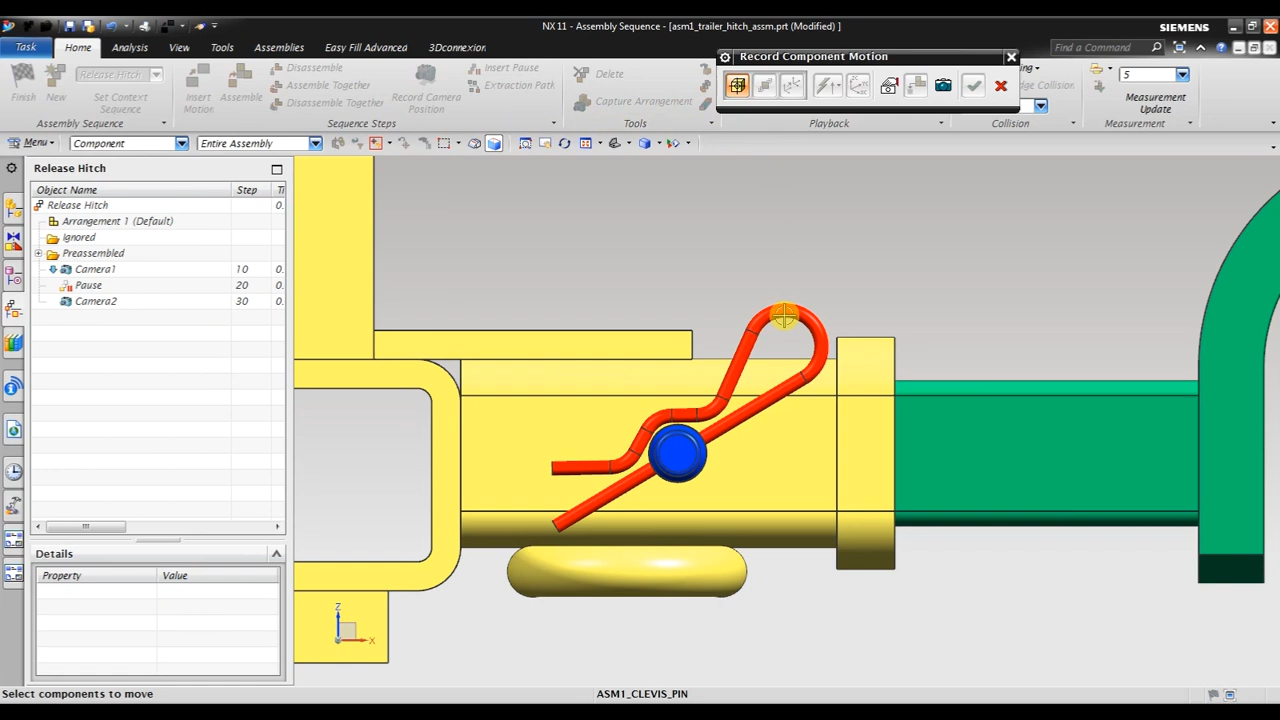 NX 11 - Assembly Sequence - [asm1_trailer_hitch_assm.prt (Modified) ]
SIEMENS
Task
Home
Analysis
View
Tools
Assemblies
Easy Fill Advanced
3Dconnexion
Find a Command
Record Component Motion
Finish
New
Release Hitch
Set Context
Sequence
Insert
Motion
Assemble
Disassemble
Assemble Together
Disassemble Together
Record Camera
Position
Insert Pause
Extraction Path
Delete
Capture Arrangement
5
Measurement
Update
Assembly Sequence
Sequence Steps
Tools
Playback
Collision
Measurement
Menu
Component
Entire Assembly
Release Hitch
Object Name
Step
Release Hitch
0.
Arrangement 1 (Default)
Ignored
Preassembled
Camera1
10
0.
Pause
20
0.
Camera2
30
0.
Details
Property
Value
Z
X
Select components to move
ASM1_CLEVIS_PIN